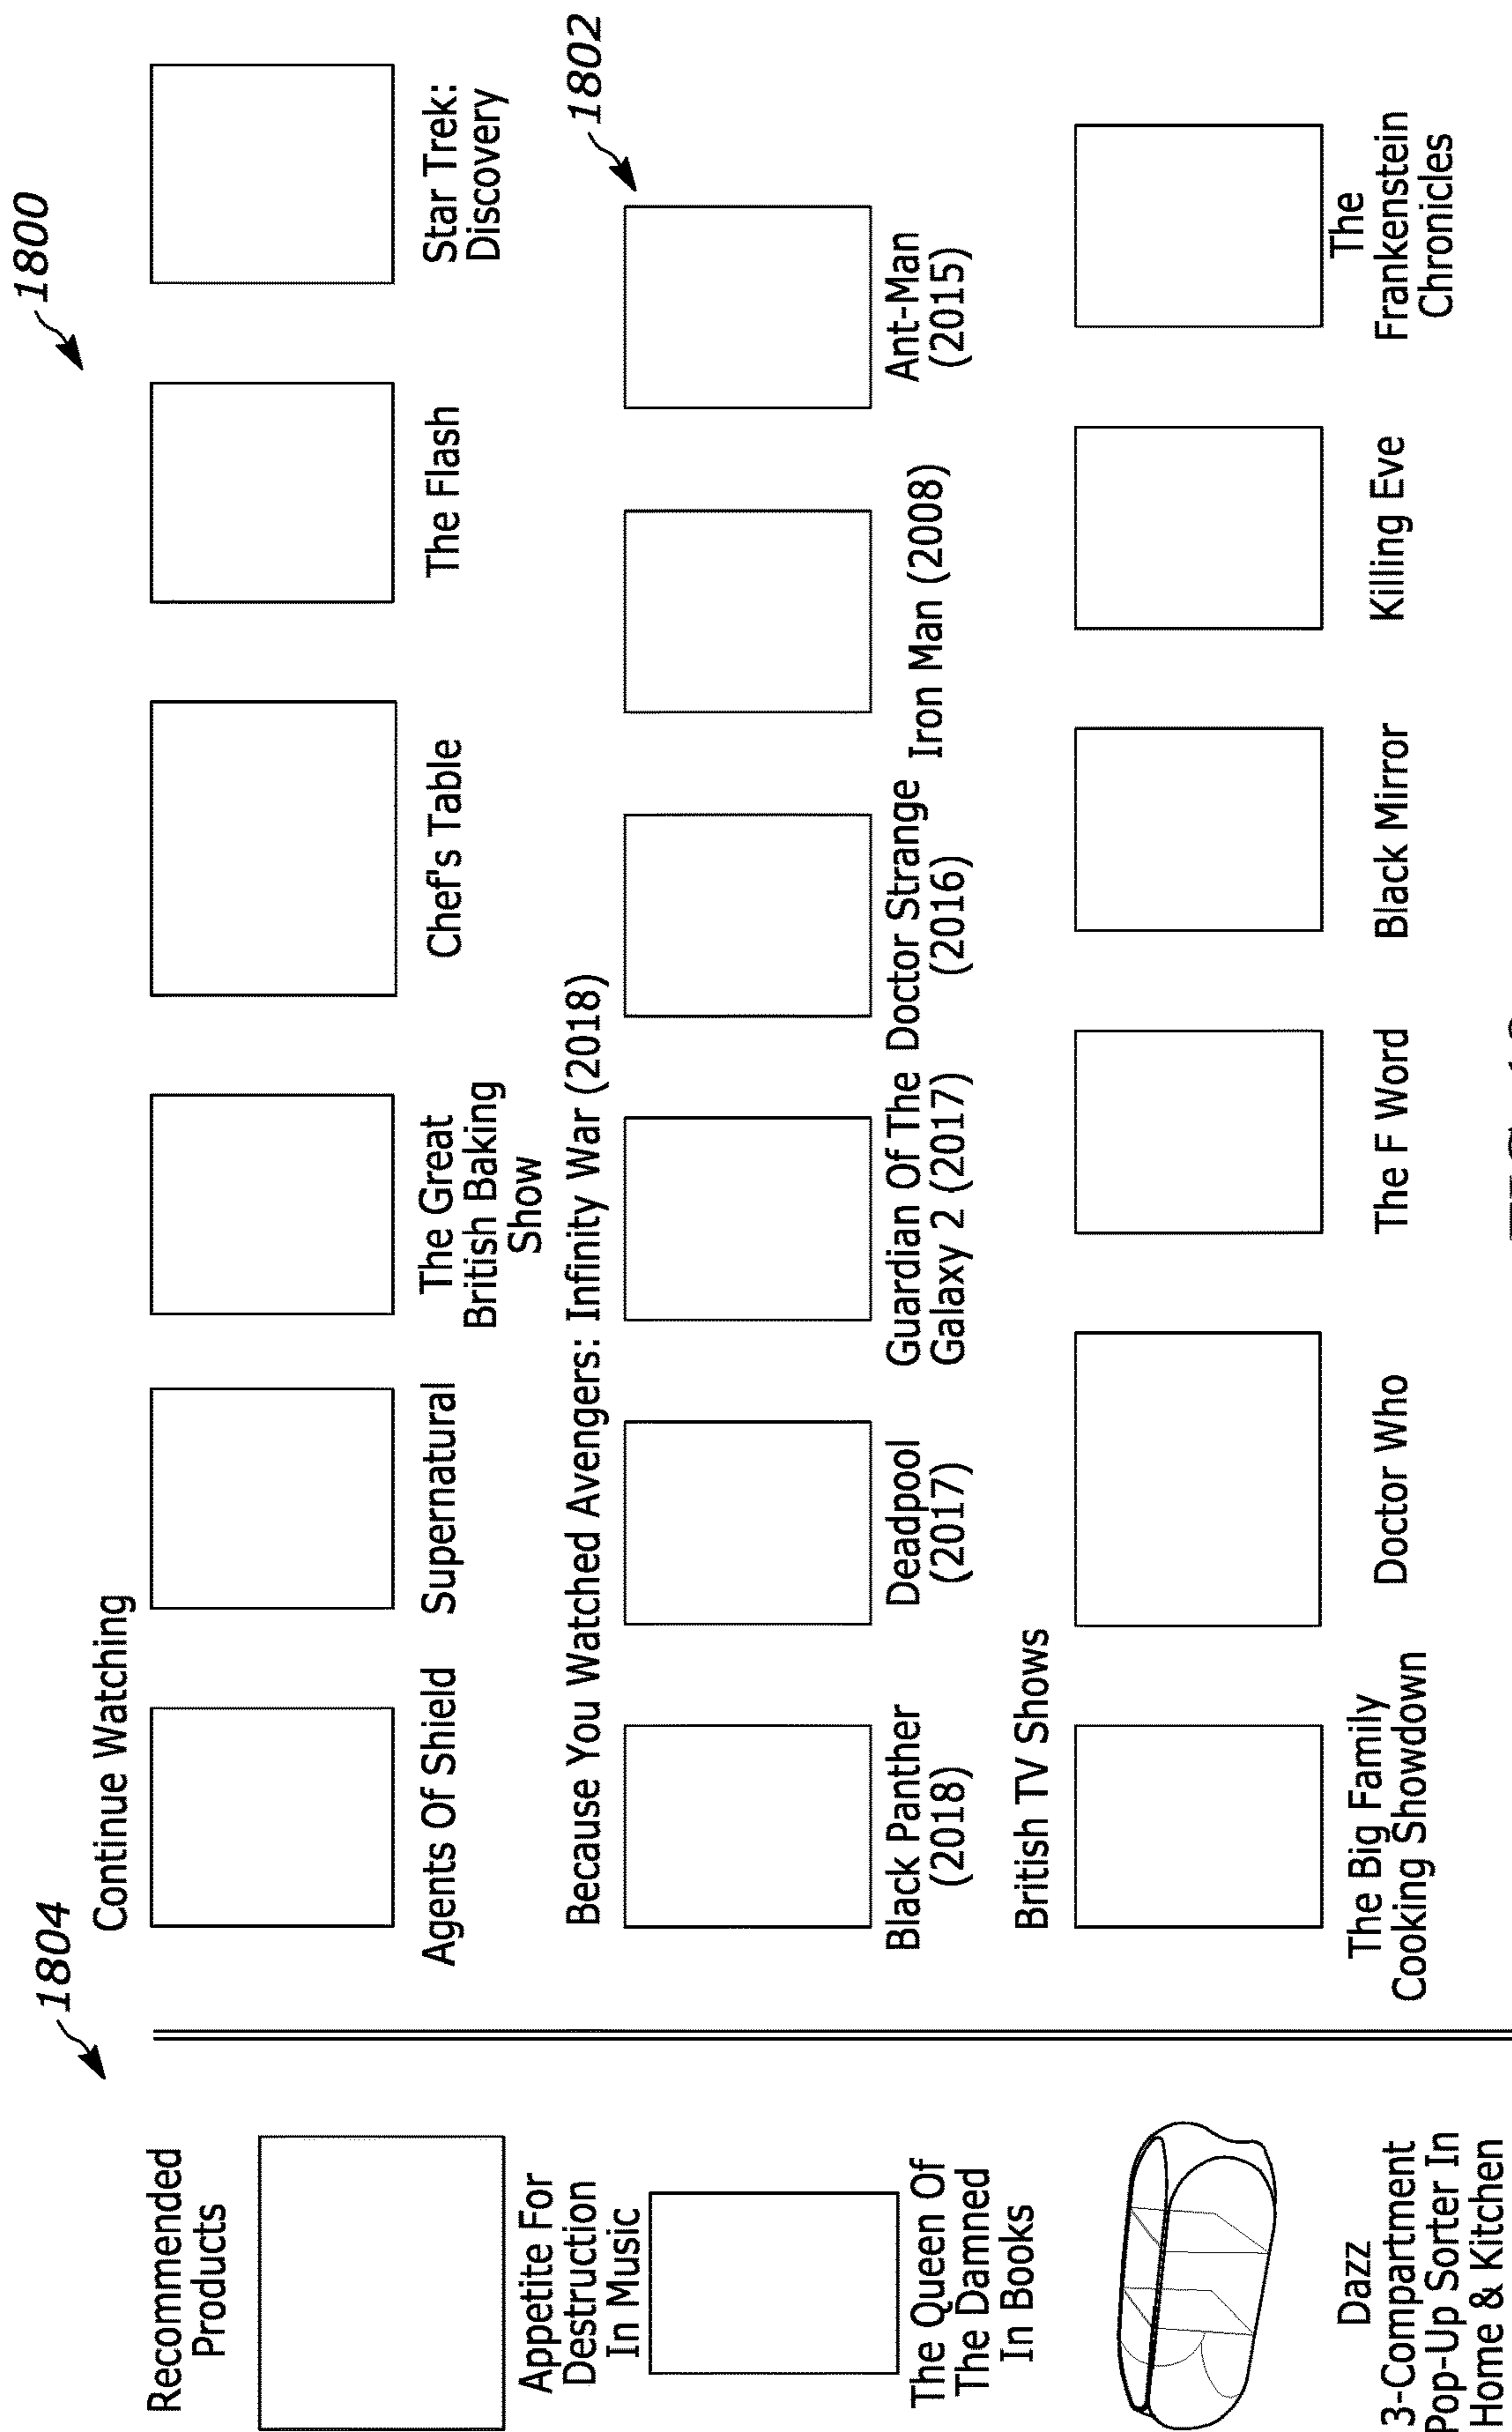 1804
1800
Recommended
Products
Appetite For
Destruction
In Music
The Queen Of
The Damned
In Books
Dazz
3-Compartment
Pop-Up Sorter In
Home & Kitchen
Continue Watching
Agents Of Shield
Supernatural
The Great
British Baking
Show
Chef's Table
The Flash
Star Trek:
Discovery
1802
Because You Watched Avengers: Infinity War (2018)
Black Panther
(2018)
Deadpool
(2017)
Guardian Of The
Galaxy 2 (2017)
Doctor Strange
(2016)
Iron Man (2008)
Ant-Man
(2015)
British TV Shows
The Big Family
Cooking Showdown
Doctor Who
The F Word
Black Mirror
Killing Eve
The
Frankenstein
Chronicles